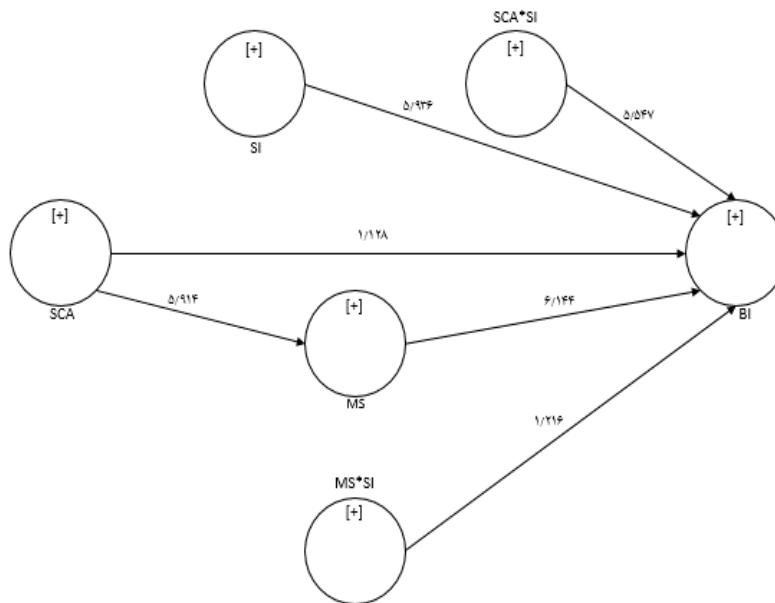 SCA*SI
[+]
[+]
۵/۹۳۶
۵/۵۴۷
SI
[+]
[+]
۱/۱۲۸
SCA
۵/۹۱۴
[+]
۶/۱۴۴
BI
MS
۱/۲۱۶
MS*SI
[+]